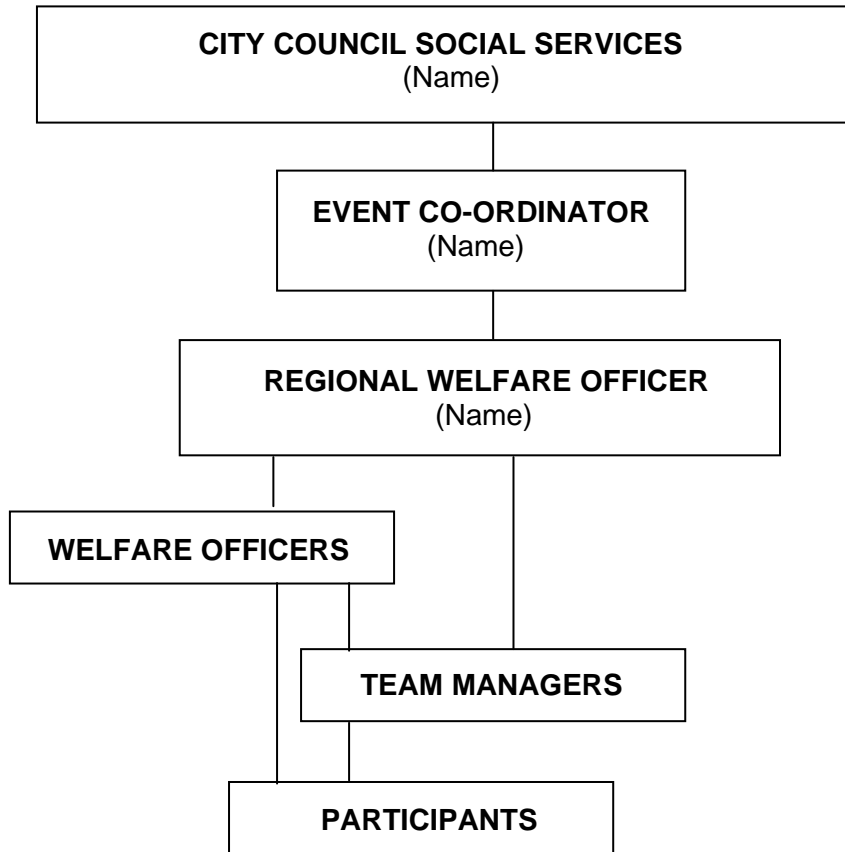 CITY COUNCIL SOCIAL SERVICES
(Name)
EVENT CO-ORDINATOR
(Name)
REGIONAL WELFARE OFFICER
(Name)
WELFARE OFFICERS
TEAM MANAGERS
PARTICIPANTS